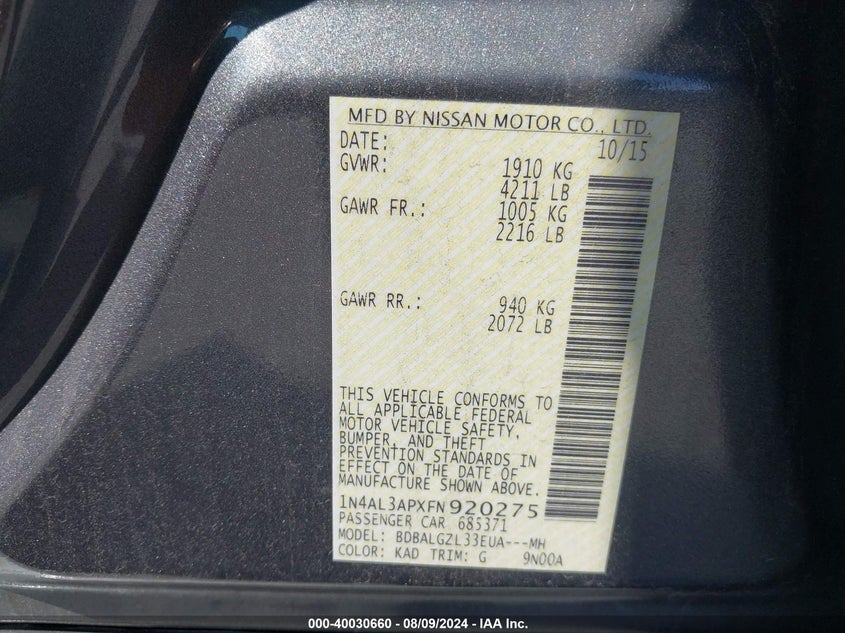 MFD BY NISSAN MOTOR CO., LTD.
DATE: 10/15
GVWR: 1910 KG
4211 LB
GAWR FR.: 1005 KG
2216 LB
GAWR RR.: 940 KG
2072 LB
THIS VEHICLE CONFORMS TO
ALL APPLICABLE FEDERAL
MOTOR VEHICLE SAFETY,
BUMPER, AND THEFT
PREVENTION STANDARDS IN
EFFECT ON THE DATE OF
MANUFACTURE SHOWN ABOVE.
1N4AL3APXFN920275
PASSENGER CAR 685371
MODEL: BDBALGZL33EUA---MH
COLOR: KAD TRIM: G 9N00A
000-40030660 - 08/09/2024 - IAA Inc.